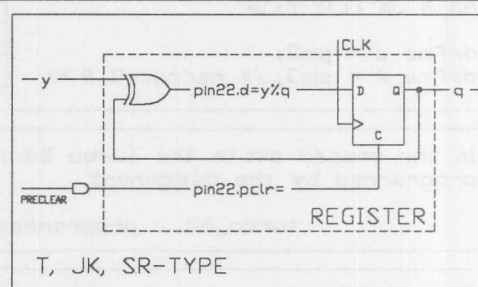 CLK
y
pin22.d=y%q
D
Q
q
C
PRECLEAR
pin22.pclr=
REGISTER
T, JK, SR-TYPE